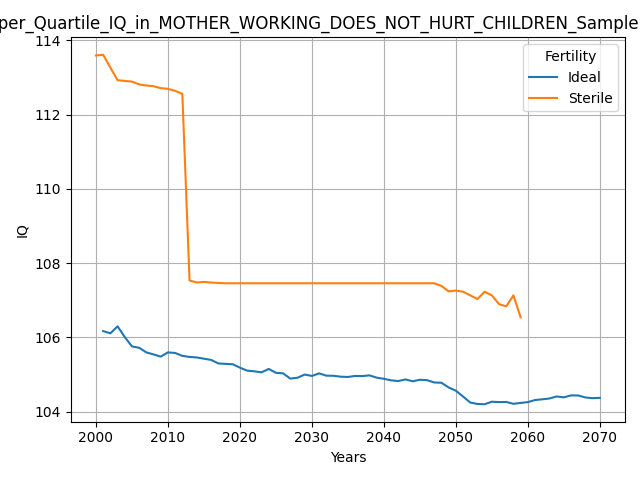 per_Quartile_IQ_in_MOTHER_WORKING_DOES_NOT_HURT_CHILDREN_Sample
114
112
110
108
106
104
IQ
Fertility
Ideal
Sterile
2000 2010 2020 2030 2040 2050 2060 2070
Years